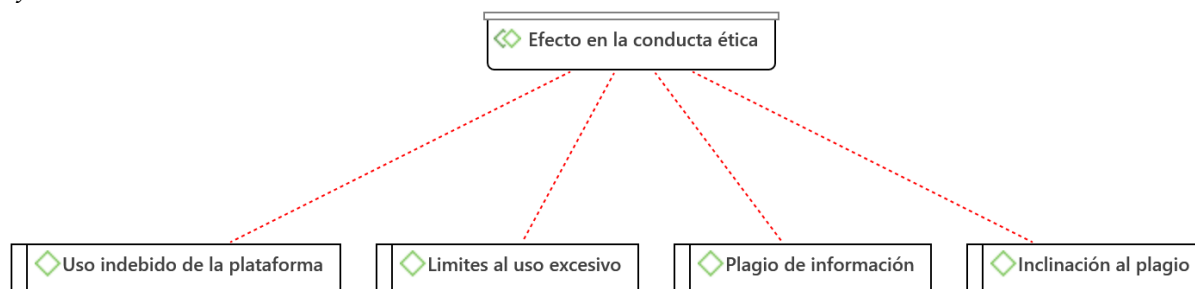 Efecto en la conducta ética
Uso indebido de la plataforma
Limites al uso excesivo
Plagio de información
Inclinación al plagio